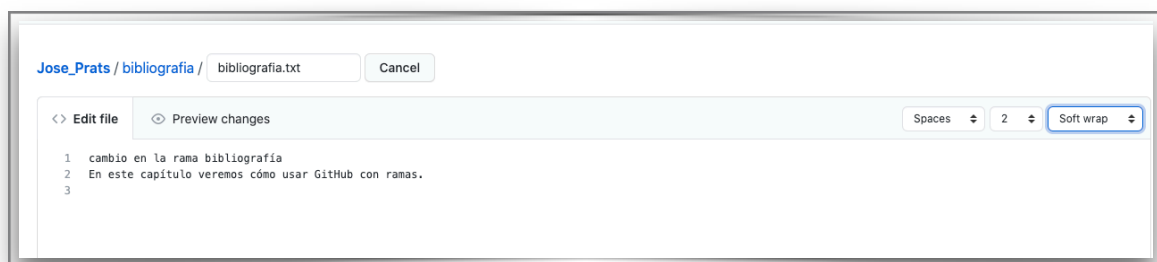 Jose_Prats / bibliografia / bibliografia.txt Cancel
<> Edit file Preview changes Spaces 2 Soft wrap
1 cambio en la rama bibliografía
2 En este capítulo veremos cómo usar GitHub con ramas.
3